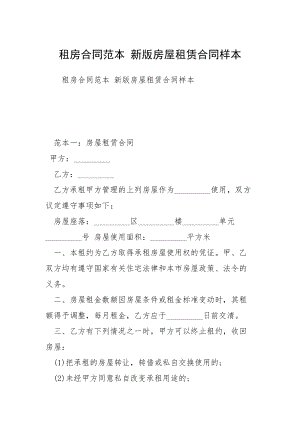 租房合同范本 新版房屋租赁合同样本
租房合同范本 新版房屋租赁合同样本
范本一：房屋租赁合同
甲方：________
乙方：________
乙方承租甲方管理的上列房屋作为________使用，双方
议定遵守事项如下；
房屋座落：________区________楼________单元
________号 房屋使用面积：________平方米
一、本租约为乙方取得承租房屋使用权的凭证。甲、乙
双方均有遵守国家有关住宅法律和本市房屋政策、法令的
义务。
二、房屋租金数额因房屋条件或租金标准变动时，其租
额得予调整，每月租金，乙方应于________日前交清。
三、乙方有下列情况之一时。甲方可以终止租约，收回
房屋：
(1)把承租的房屋转让，转借或私自交换使用的；
(2)未经甲方同意私自改变承租用途的；